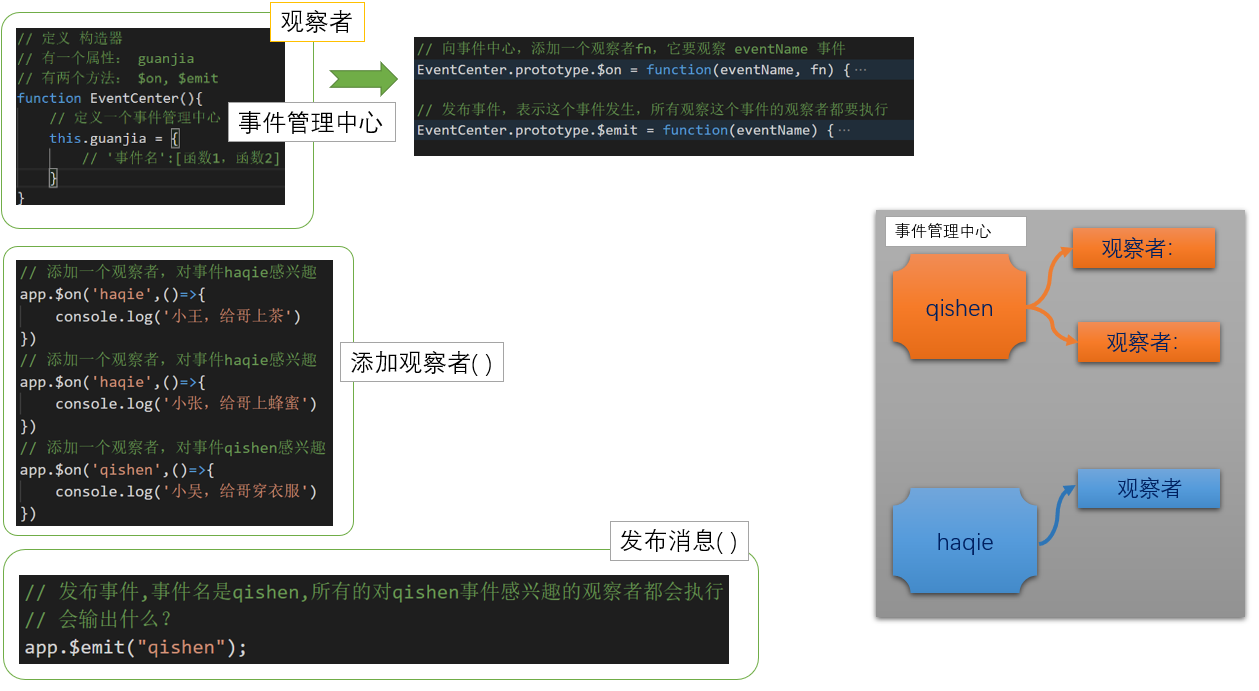 观察者
// 定义 构造器
// 有一个属性： guanjia
// 有两个方法： $on, $emit
function EventCenter(){
// 定义一个事件管理中心
事件管理中心
this.guanjia = {
// '事件名':[函数1, 函数2]
}
}
// 向事件中心，添加一个观察者fn，它要观察 eventName 事件
EventCenter.prototype.$on = function(eventName, fn) {···
// 发布事件，表示这个事件发生，所有观察这个事件的观察者都要执行
EventCenter.prototype.$emit = function(eventName) {···
// 添加一个观察者，对事件haqie感兴趣
app.$on('haqie',()=>{
console.log('小王，给哥上茶')
})
// 添加一个观察者，对事件haqie感兴趣
app.$on('haqie',()=>{
console.log('小张，给哥上蜂蜜')
})
// 添加一个观察者，对事件qishen感兴趣
app.$on('qishen',()=>{
console.log('小吴，给哥穿衣服')
})
添加观察者( )
发布消息( )
// 发布事件,事件名是qishen,所有的对qishen事件感兴趣的观察者都会执行
// 会输出什么？
app.$emit("qishen");
事件管理中心
qishen
观察者:
观察者:
haqie
观察者